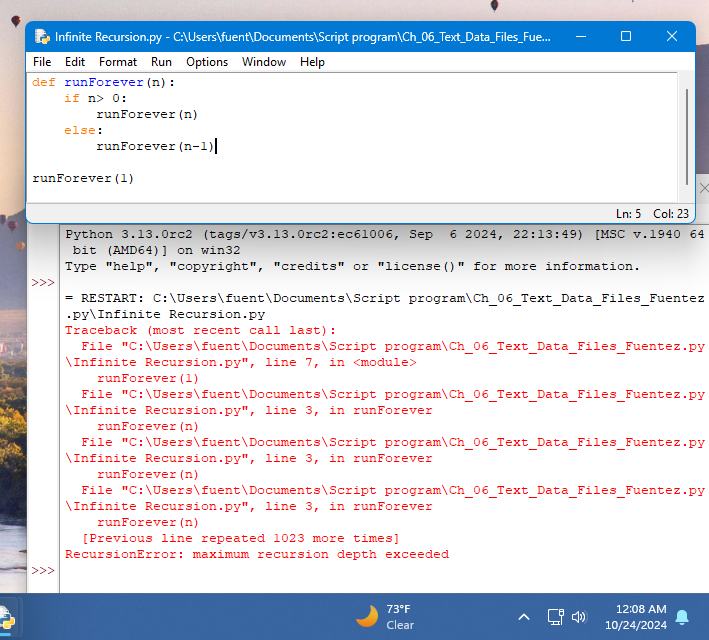 Infinite Recursion.py - C:\Users\fuent\Documents\Script program\Ch_06_Text_Data_Files_Fue...
File Edit Format Run Options Window Help
def runForever(n):
    if n> 0:
        runForever(n)
    else:
        runForever(n-1)
runForever(1)
Ln: 5 Col: 23
Python 3.13.0rc2 (tags/v3.13.0rc2:ec61006, Sep  6 2024, 22:13:49) [MSC v.1940 64
 bit (AMD64)] on win32
Type "help", "copyright", "credits" or "license()" for more information.
>>>
= RESTART: C:\Users\fuent\Documents\Script program\Ch_06_Text_Data_Files_Fuentez
.py\Infinite Recursion.py
Traceback (most recent call last):
  File "C:\Users\fuent\Documents\Script program\Ch_06_Text_Data_Files_Fuentez.py
\Infinite Recursion.py", line 7, in <module>
    runForever(1)
  File "C:\Users\fuent\Documents\Script program\Ch_06_Text_Data_Files_Fuentez.py
\Infinite Recursion.py", line 3, in runForever
    runForever(n)
  File "C:\Users\fuent\Documents\Script program\Ch_06_Text_Data_Files_Fuentez.py
\Infinite Recursion.py", line 3, in runForever
    runForever(n)
  File "C:\Users\fuent\Documents\Script program\Ch_06_Text_Data_Files_Fuentez.py
\Infinite Recursion.py", line 3, in runForever
    runForever(n)
  [Previous line repeated 1023 more times]
RecursionError: maximum recursion depth exceeded
>>>
73°F
Clear
12:08 AM
10/24/2024